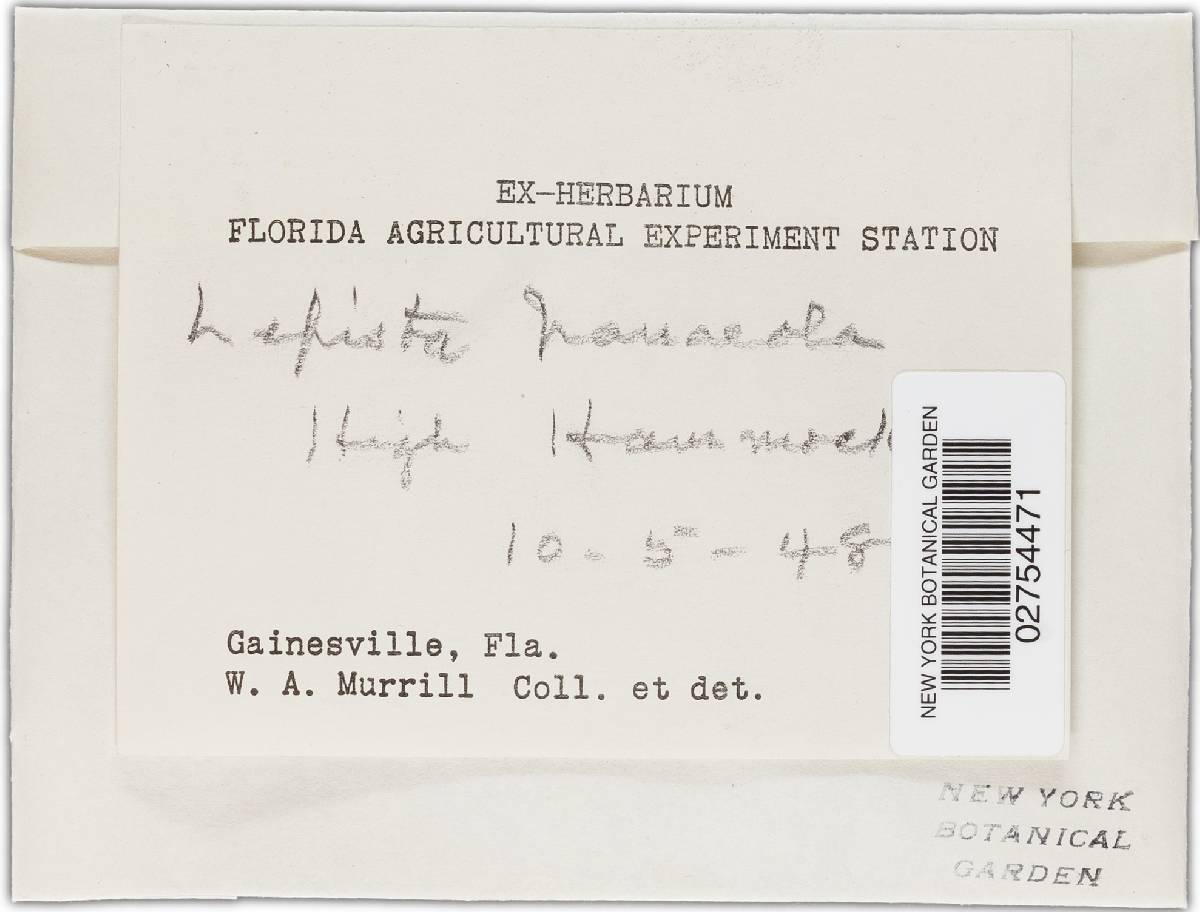 EX-HERBARIUM
FLORIDA AGRICULTURAL EXPERIMENT STATION
Lepista
High Hammock
10-5-48
Gainesville, Fla.
W. A. Murrill Coll. et det.
NEW YORK BOTANICAL GARDEN
02754471
NEW YORK
BOTANICAL
GARDEN